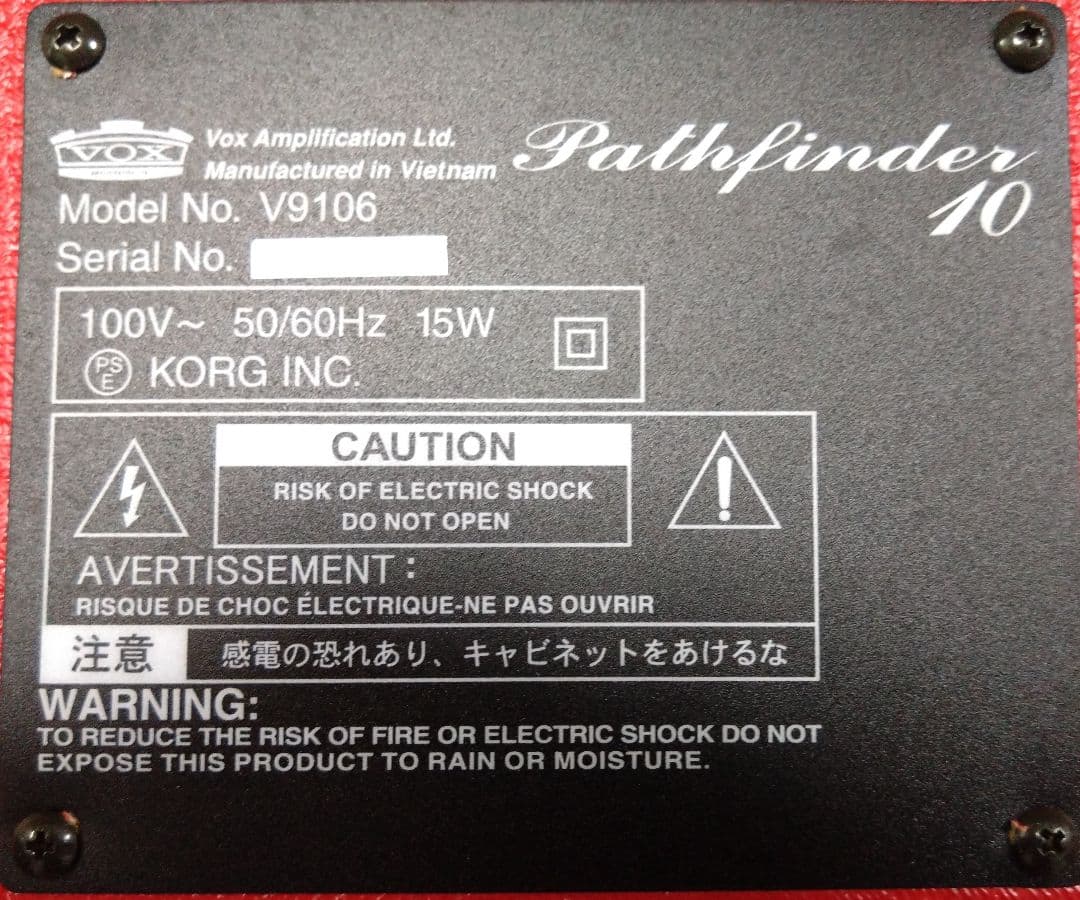 VOX
Vox Amplification Ltd.
Manufactured in Vietnam
Pathfinder
10
Model No. V9106
Serial No.
100V~ 50/60Hz 15W
PS
E
KORG INC.
CAUTION
RISK OF ELECTRIC SHOCK
DO NOT OPEN
AVERTISSEMENT :
RISQUE DE CHOC ÉLECTRIQUE-NE PAS OUVRIR
注意 感電の恐れあり、キャビネットをあけるな
WARNING:
TO REDUCE THE RISK OF FIRE OR ELECTRIC SHOCK DO NOT
EXPOSE THIS PRODUCT TO RAIN OR MOISTURE.